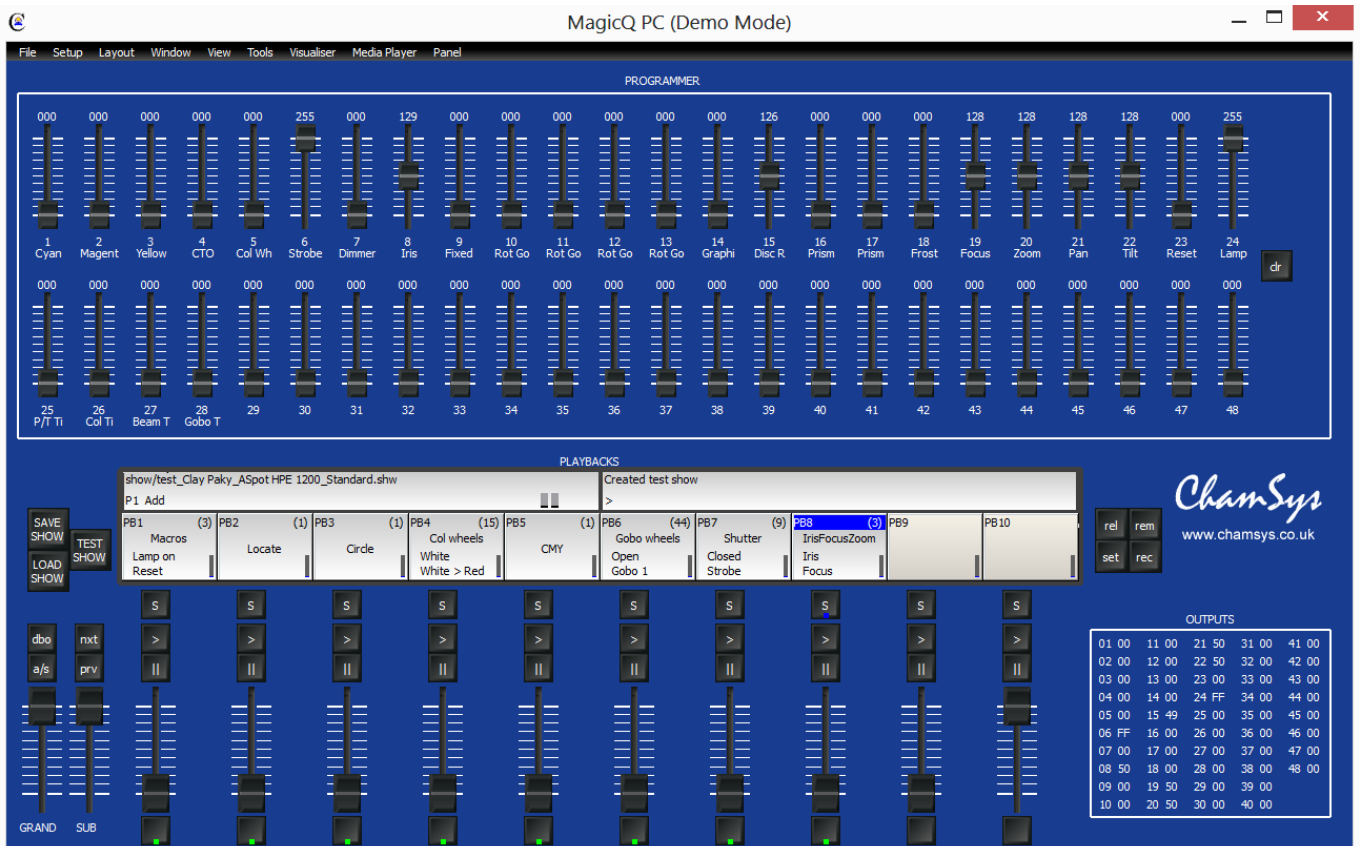 MagicQ PC (Demo Mode)
File Setup Layout Window View Tools Visualiser Media Player Panel
PROGRAMMER
000 000 000 000 000 255 000 129 000 000 000 000 000 000 126 000 000 000 128 128 128 128 000 255
1 2 3 4 5 6 7 8 9 10 11 12 13 14 15 16 17 18 19 20 21 22 23 24
Cyan Magent Yellow CTO Col Wh Strobe Dimmer Iris Fixed Rot Go Rot Go Rot Go Rot Go Graphi Disc R Prism Prism Frost Focus Zoom Pan Tilt Reset Lamp
clr
000 000 000 000 000 000 000 000 000 000 000 000 000 000 000 000 000 000 000 000 000 000 000 000
25 26 27 28 29 30 31 32 33 34 35 36 37 38 39 40 41 42 43 44 45 46 47 48
P/T Ti Col Ti Beam T Gobo T
PLAYBACKS
show/test_Clay Paky_ASpot HPE 1200_Standard.shw Created test show
P1 Add >
SAVE SHOW
LOAD SHOW
TEST SHOW
PB1 (3) PB2 (1) PB3 (1) PB4 (15) PB5 (1) PB6 (44) PB7 (9) PB8 (3) PB9 PB10
Macros Locate Circle Col wheels CMY Gobo wheels Shutter IrisFocusZoom
Lamp on White Open Closed Iris
Reset White > Red Gobo 1 Strobe Focus
rel rem
set rec
ChamSys
www.chamsys.co.uk
S S S S S S S S S S
dbo nxt > > > > > > > > > >
a/s prv || || || || || || || || || ||
GRAND SUB
OUTPUTS
01 00 11 00 21 50 31 00 41 00
02 00 12 00 22 50 32 00 42 00
03 00 13 00 23 00 33 00 43 00
04 00 14 00 24 FF 34 00 44 00
05 00 15 49 25 00 35 00 45 00
06 FF 16 00 26 00 36 00 46 00
07 00 17 00 27 00 37 00 47 00
08 50 18 00 28 00 38 00 48 00
09 00 19 50 29 00 39 00
10 00 20 50 30 00 40 00